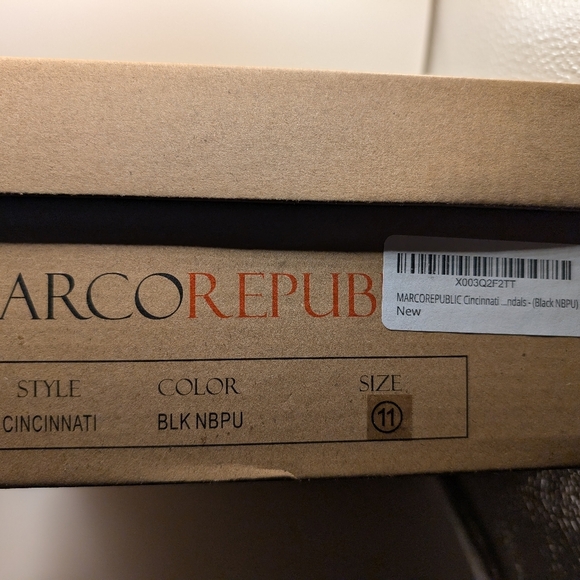 ARCOREPUB
X003Q2F2TT
MARCOREPUBLIC Cincinnati ...ndals - (Black NBPU)
New
STYLE COLOR SIZE
CINCINNATI BLK NBPU 11